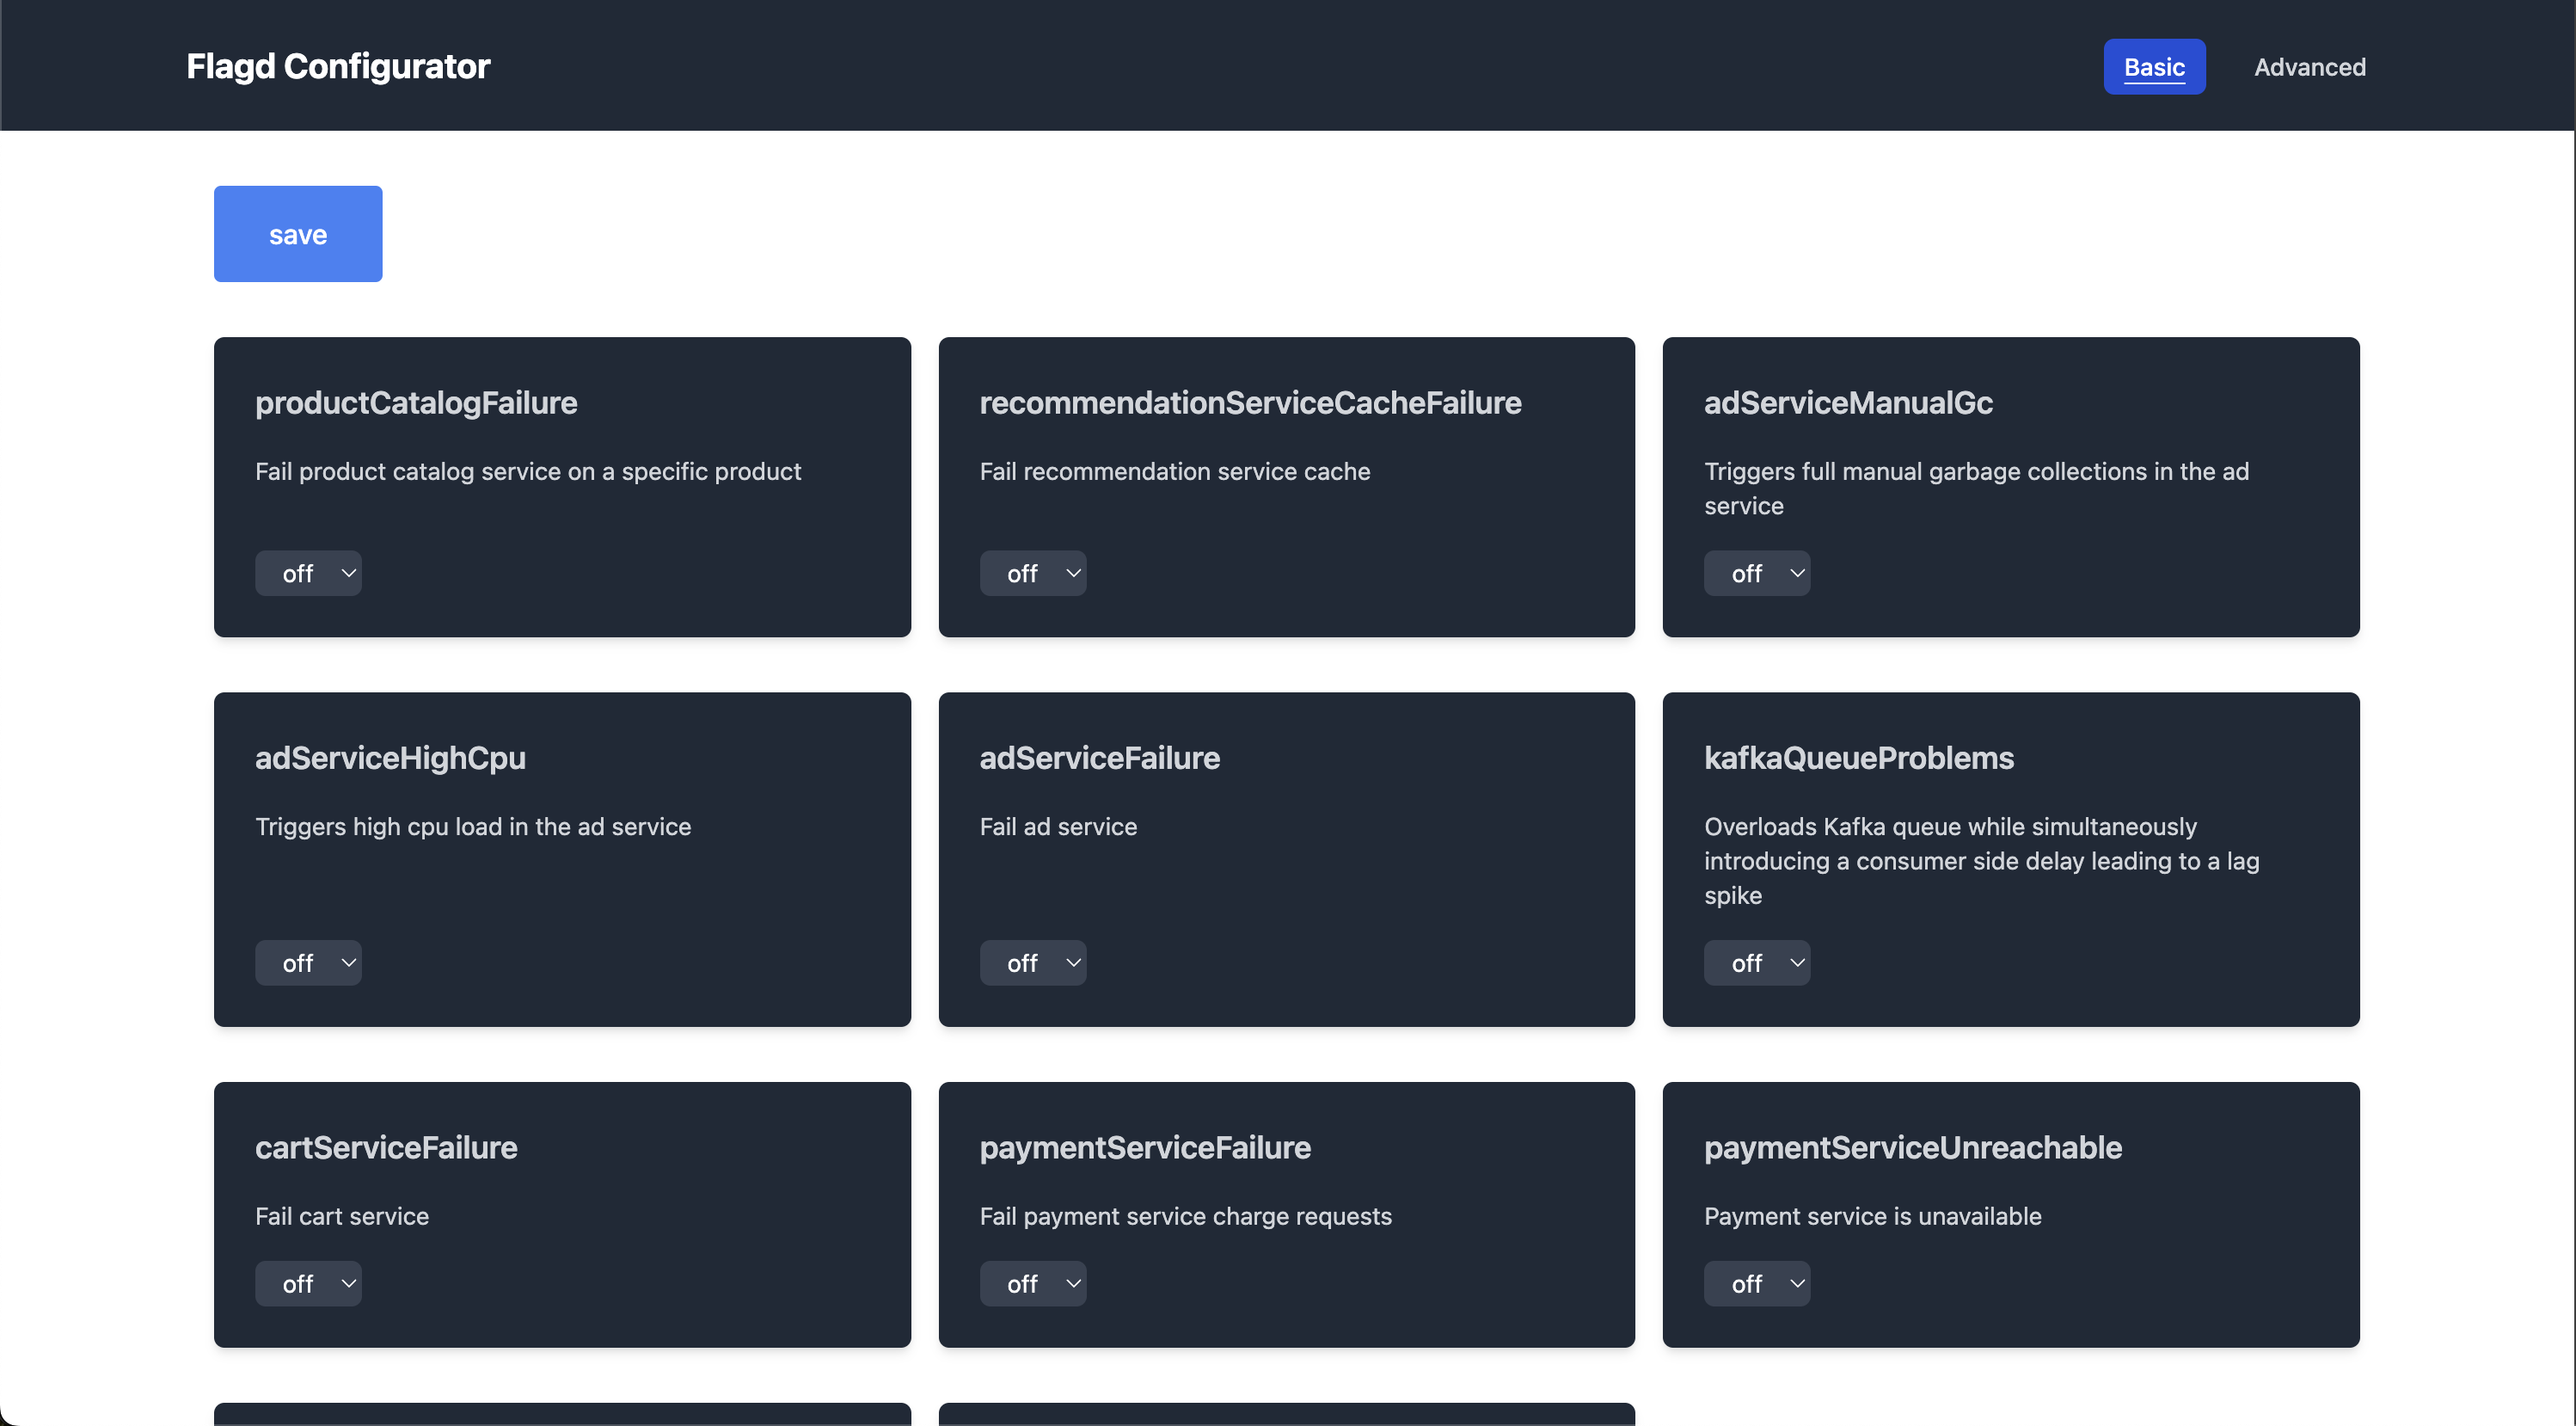 Flagd Configurator
Basic
Advanced
save
productCatalogFailure
Fail product catalog service on a specific product
off
recommendationServiceCacheFailure
Fail recommendation service cache
off
adServiceManualGc
Triggers full manual garbage collections in the ad
service
off
adServiceHighCpu
Triggers high cpu load in the ad service
off
adServiceFailure
Fail ad service
off
kafkaQueueProblems
Overloads Kafka queue while simultaneously
introducing a consumer side delay leading to a lag
spike
off
cartServiceFailure
Fail cart service
off
paymentServiceFailure
Fail payment service charge requests
off
paymentServiceUnreachable
Payment service is unavailable
off